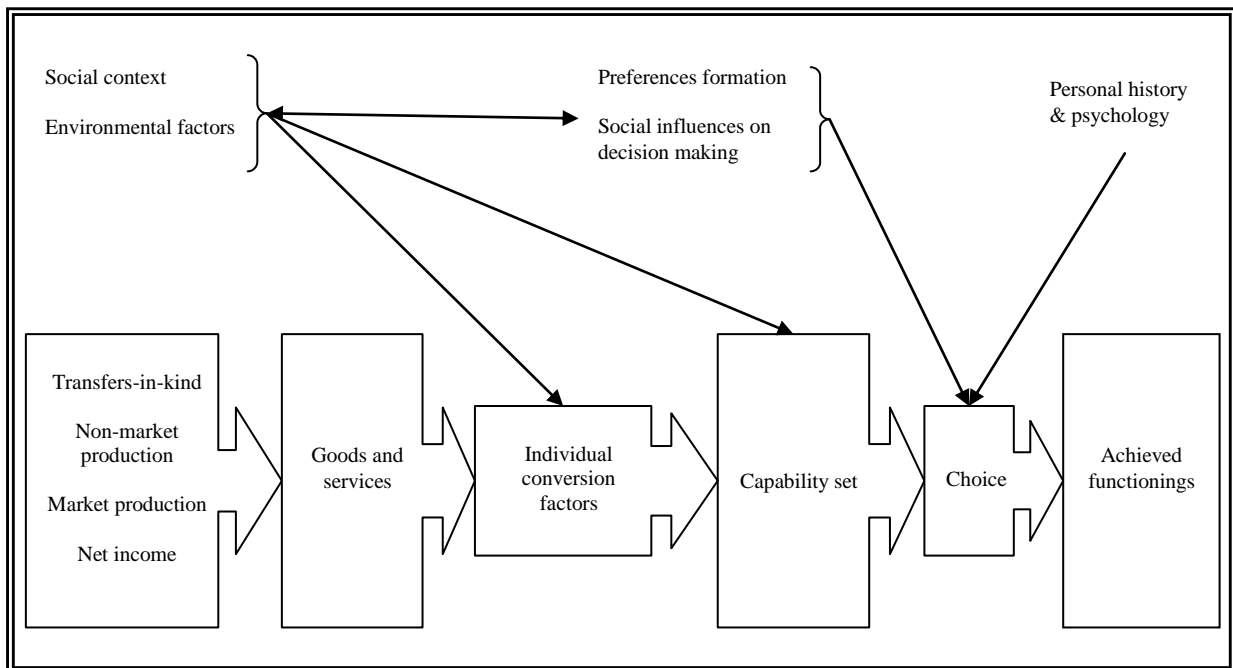 Social context
Environmental factors
Preferences formation
Social influences on
decision making
Personal history
& psychology
Transfers-in-kind
Non-market
production
Market production
Net income
Goods and
services
Individual
conversion
factors
Capability set
Choice
Achieved
functionings